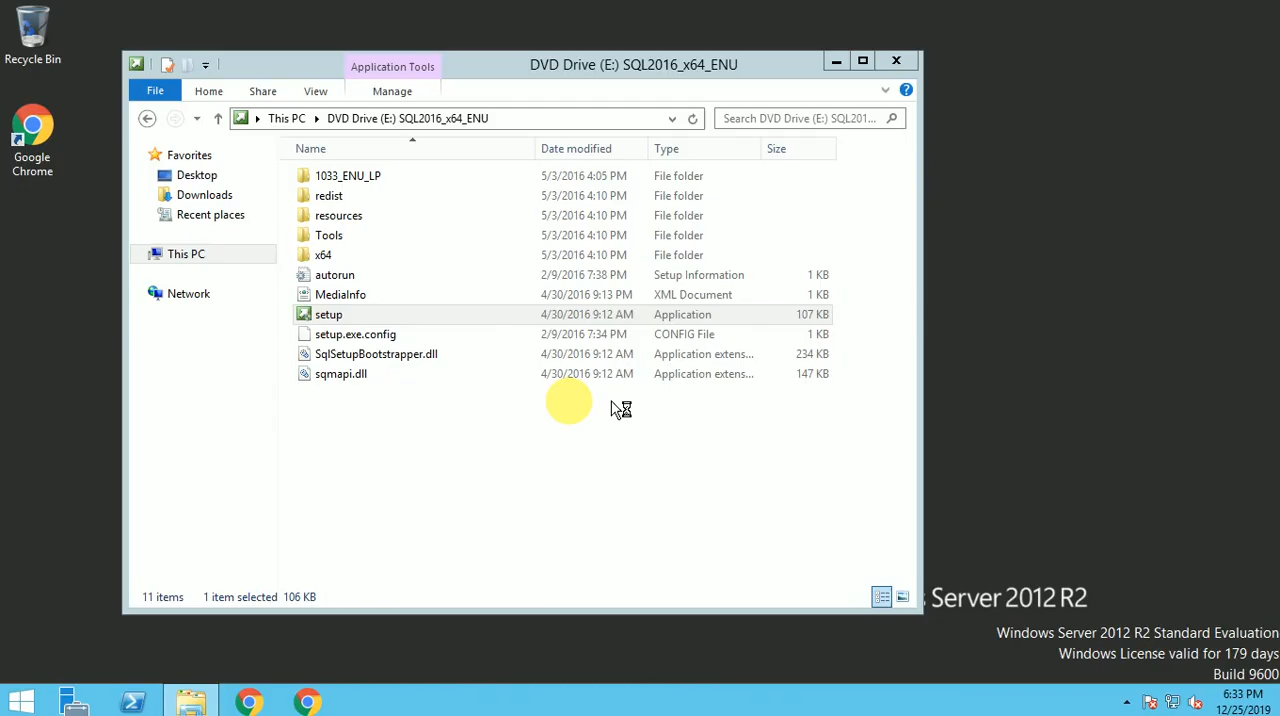 Recycle Bin
Google
Chrome
Application Tools
DVD Drive (E:) SQL2016_x64_ENU
File
Home
Share
View
Manage
This PC
DVD Drive (E:) SQL2016_x64_ENU
Search DVD Drive (E:) SQL201...
Favorites
Desktop
Downloads
Recent places
This PC
Network
Name Date modified Type Size
1033_ENU_LP 5/3/2016 4:05 PM File folder
redist 5/3/2016 4:10 PM File folder
resources 5/3/2016 4:10 PM File folder
Tools 5/3/2016 4:10 PM File folder
x64 5/3/2016 4:10 PM File folder
autorun 2/9/2016 7:38 PM Setup Information 1 KB
MediaInfo 4/30/2016 9:13 PM XML Document 1 KB
setup 4/30/2016 9:12 AM Application 107 KB
setup.exe.config 2/9/2016 7:34 PM CONFIG File 1 KB
SqlSetupBootstrapper.dll 4/30/2016 9:12 AM Application extens... 234 KB
sqmapi.dll 4/30/2016 9:12 AM Application extens... 147 KB
11 items 1 item selected 106 KB
Server 2012 R2
Windows Server 2012 R2 Standard Evaluation
Windows License valid for 179 days
Build 9600
6:33 PM
12/25/2019